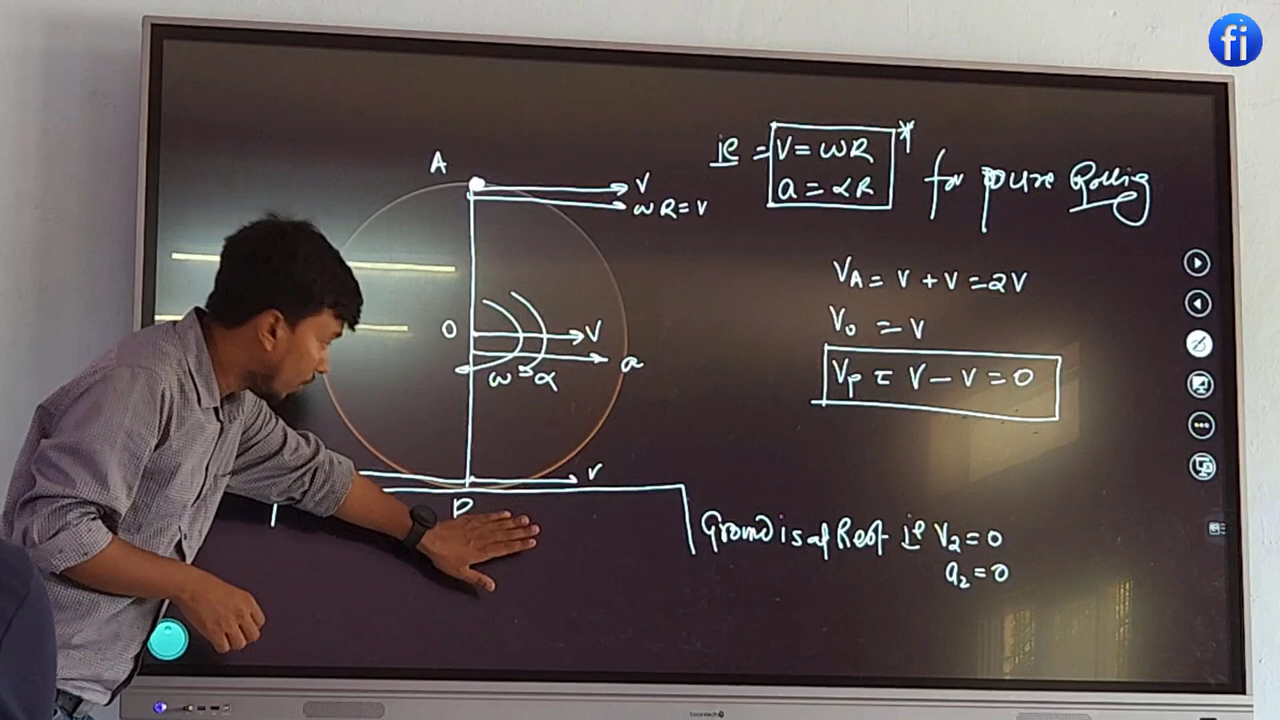 fi
A
V
ωR = V
ie = V = ωR *
a = αR
for pure Rolling
VA = V + V = 2V
V0 = V
VP = V - V = 0
O
V
a
ω
α
V
P
Ground is at Rest ie V2 = 0
a2 = 0